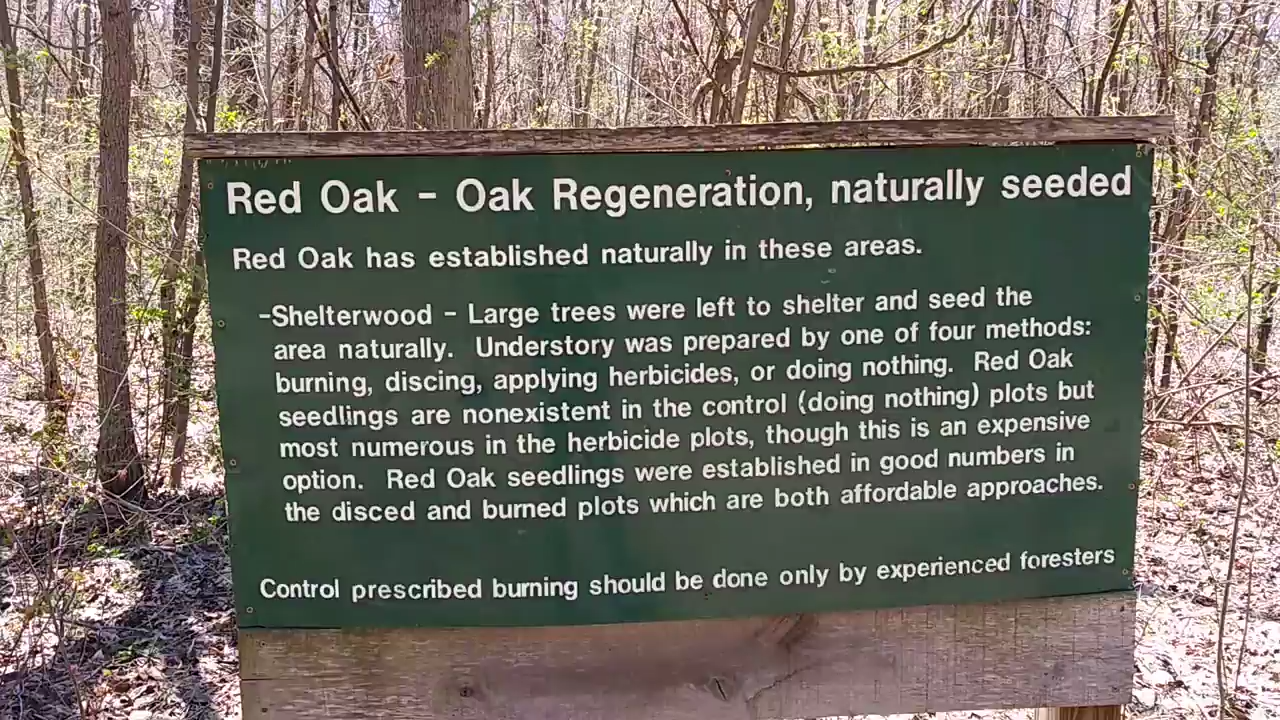 Red Oak - Oak Regeneration, naturally seeded
Red Oak has established naturally in these areas.
-Shelterwood - Large trees were left to shelter and seed the
area naturally. Understory was prepared by one of four methods:
burning, discing, applying herbicides, or doing nothing. Red Oak
seedlings are nonexistent in the control (doing nothing) plots but
most numerous in the herbicide plots, though this is an expensive
option. Red Oak seedlings were established in good numbers in
the disced and burned plots which are both affordable approaches.
Control prescribed burning should be done only by experienced foresters